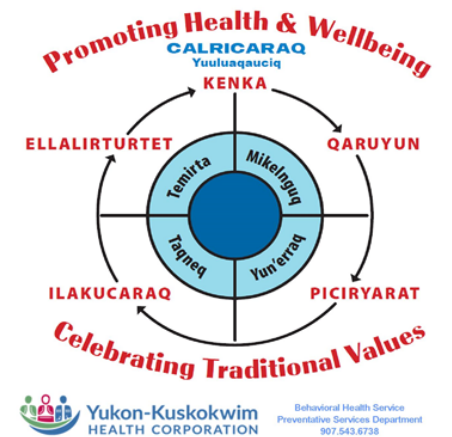 Promoting Health & Wellbeing
CALRICARAQ
Yuuluaqauciq
KENKA
ELLALIRTURTET
QARUYUN
Temirta
Mikelnguq
Taqneq
Yun'erraq
ILAKUCARAQ
PICIRYARAT
Celebrating Traditional Values
Yukon-Kuskokwim
HEALTH CORPORATION
Behavioral Health Service
Preventative Services Department
907.543.6738